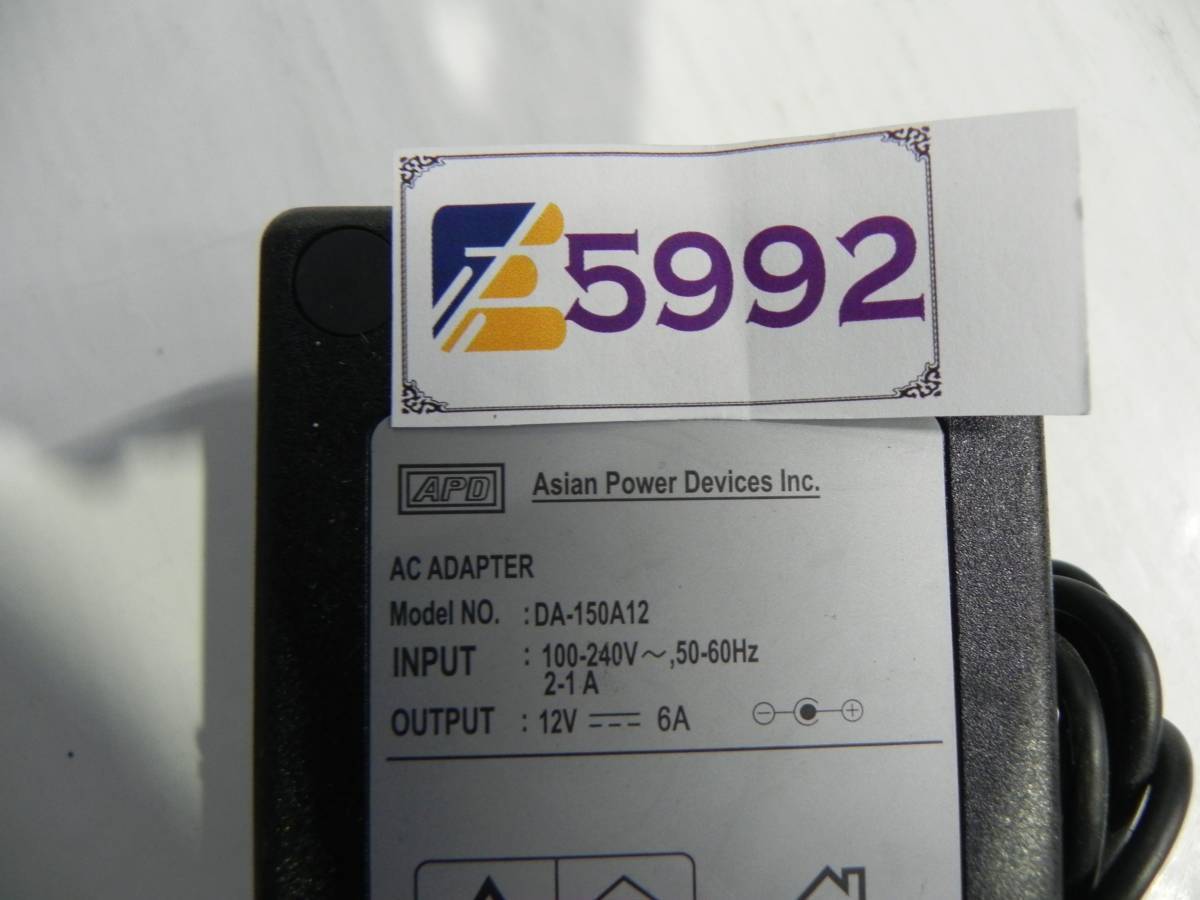 E5992
APD
Asian Power Devices Inc.
AC ADAPTER
Model NO. : DA-150A12
INPUT : 100-240V～,50-60Hz
2-1 A
OUTPUT : 12V ⎓ 6A